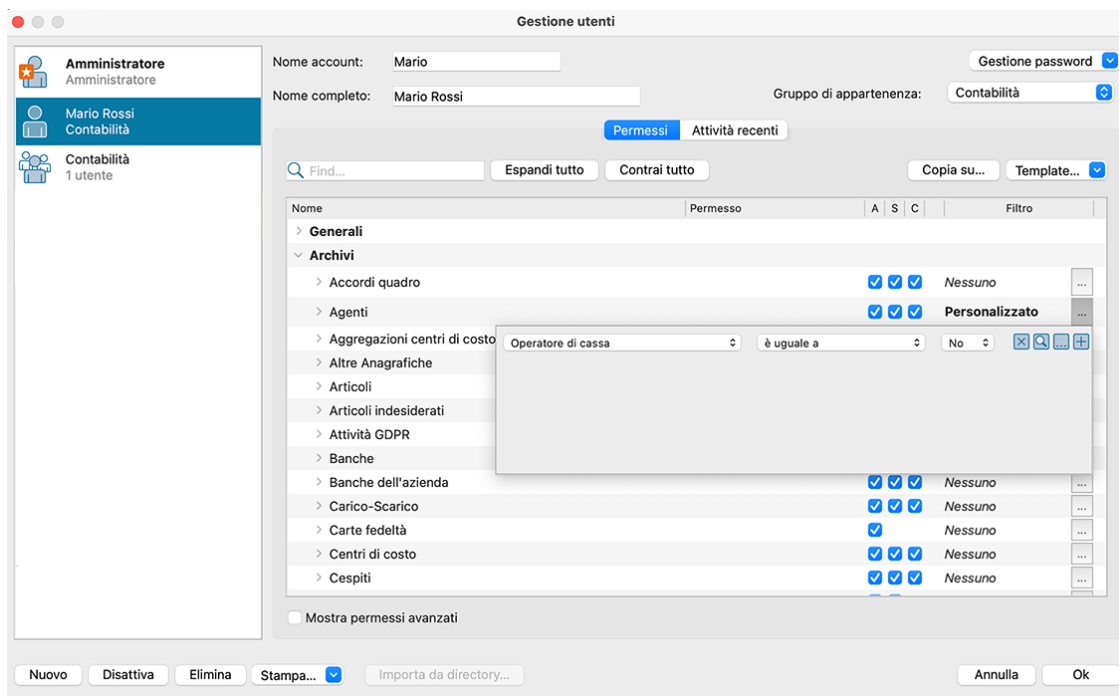 Gestione utenti
Amministratore
Amministratore
Mario Rossi
Contabilità
Contabilità
1 utente
Nome account: Mario Gestione password
Nome completo: Mario Rossi Gruppo di appartenenza: Contabilità
Permessi Attività recenti
Find... Espandi tutto Contrai tutto Copia su... Template...
Nome Permesso A S C Filtro
Generali
Archivi
Accordi quadro Nessuno ...
Agenti Personalizzato ...
Aggregazioni centri di costo
Operatore di cassa è uguale a No ...
Altre Anagrafiche
Articoli
Articoli indesiderati
Attività GDPR
Banche
Banche dell'azienda Nessuno ...
Carico-Scarico Nessuno ...
Carte fedeltà Nessuno ...
Centri di costo Nessuno ...
Cespiti Nessuno ...
Mostra permessi avanzati
Nuovo Disattiva Elimina Stampa... Importa da directory... Annulla Ok